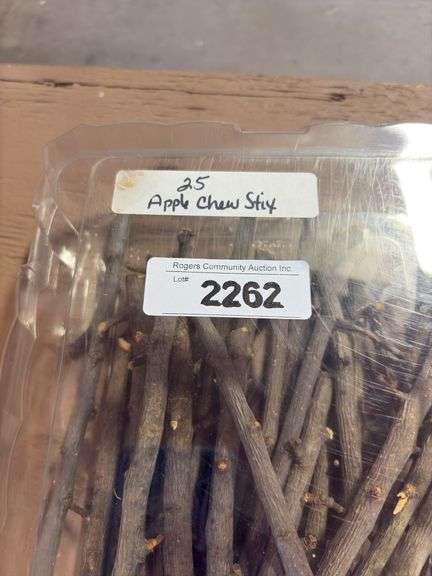 25
Apple Chew Stix
Rogers Community Auction Inc
Lot#
2262